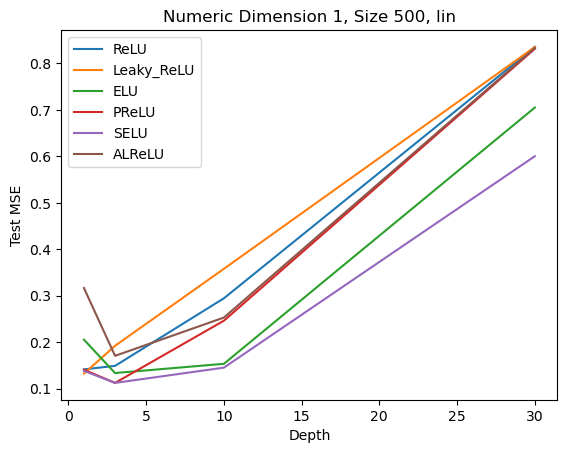 Numeric Dimension 1, Size 500, lin
ReLU
Leaky_ReLU
ELU
PReLU
SELU
ALReLU
Test MSE
0.8
0.7
0.6
0.5
0.4
0.3
0.2
0.1
0
5
10
15
20
25
30
Depth